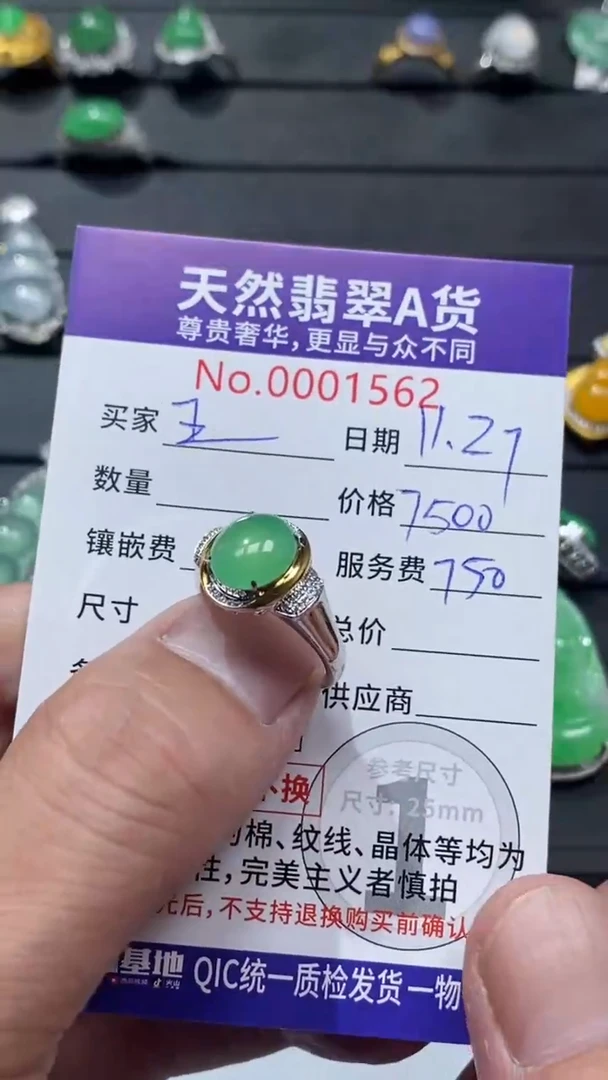 天然翡翠A货
尊贵奢华,更显与众不同
No.0001562
买家 王 日期 11.27
数量 价格 7500
镶嵌费 服务费 750
尺寸 总价
供应商
参考尺寸
尺寸: 25mm
1
换
棉、纹线、晶体等均为
性,完美主义者慎拍
后,不支持退换购买前确认
基地 QIC统一质检发货 一物